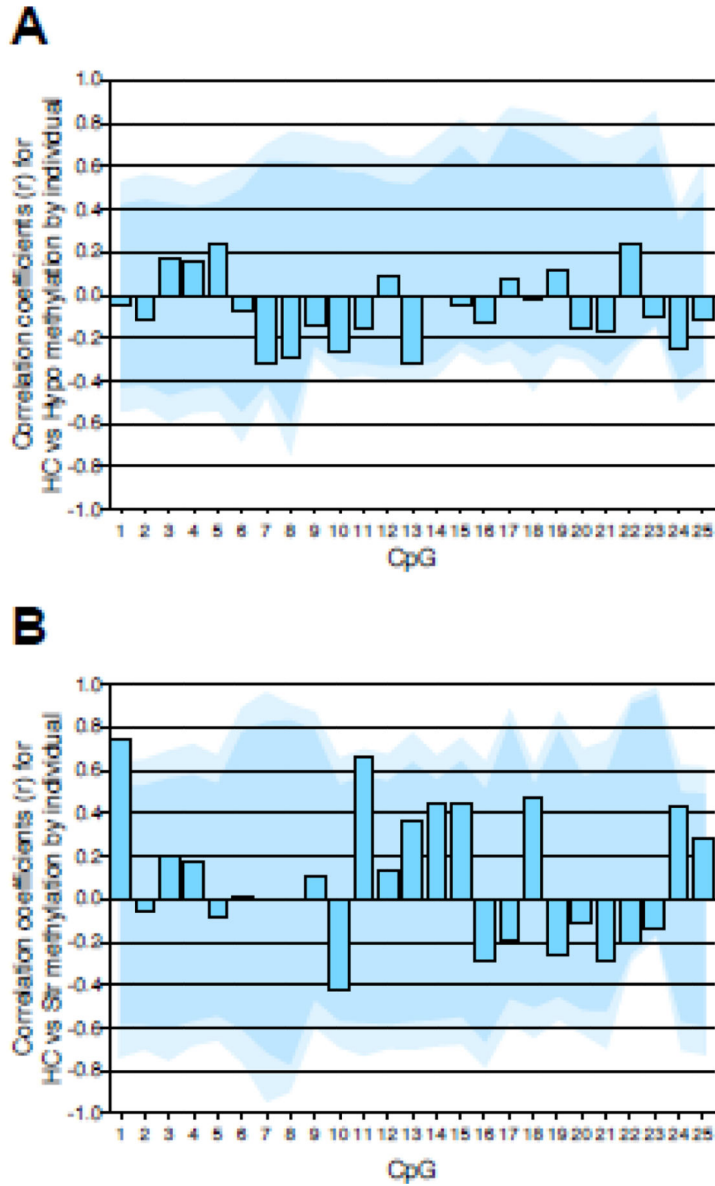 A
Correlation coefficients (r) for
HC vs Hypo methylation by individual
1.0
0.8
0.6
0.4
0.2
0.0
-0.2
-0.4
-0.6
-0.8
-1.0
1 2 3 4 5 6 7 8 9 10 11 12 13 14 15 16 17 18 19 20 21 22 23 24 25
CpG
B
Correlation coefficients (r) for
HC vs Str methylation by individual
1.0
0.8
0.6
0.4
0.2
0.0
-0.2
-0.4
-0.6
-0.8
-1.0
1 2 3 4 5 6 7 8 9 10 11 12 13 14 15 16 17 18 19 20 21 22 23 24 25
CpG